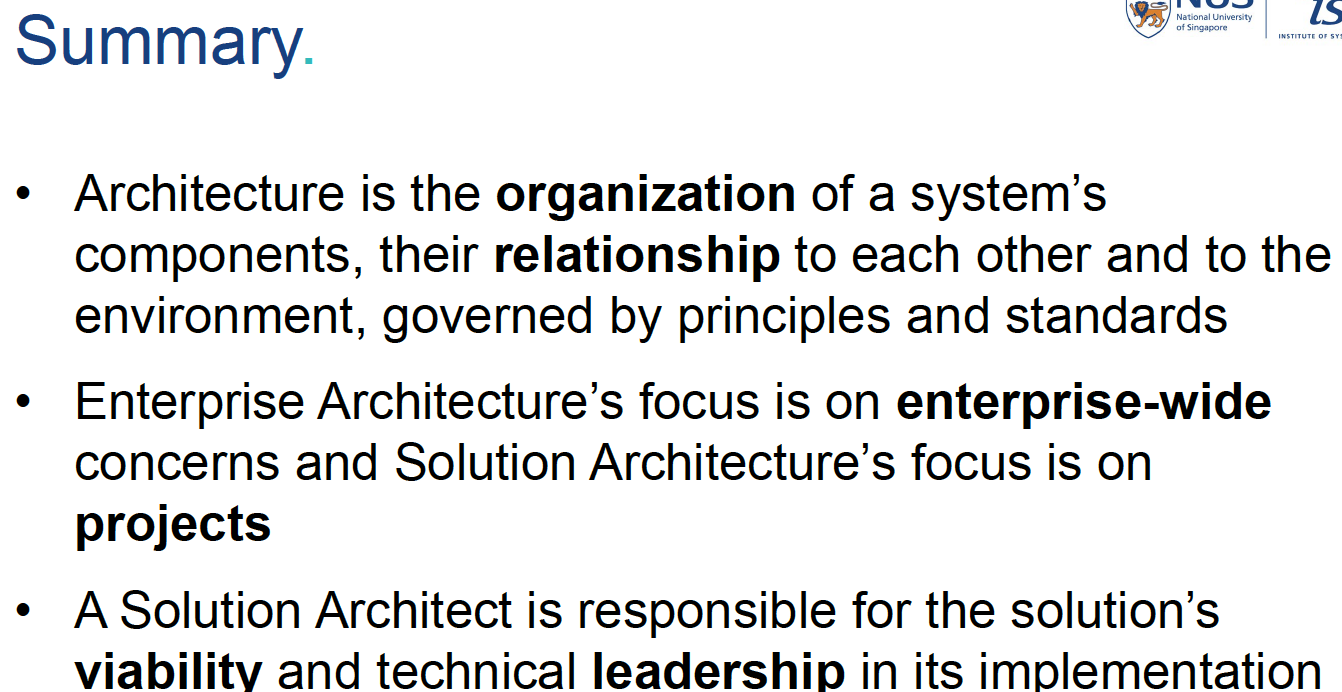 Summary.
NUS
National University
of Singapore
INSTITUTE OF
• Architecture is the organization of a system’s
components, their relationship to each other and to the
environment, governed by principles and standards
• Enterprise Architecture’s focus is on enterprise-wide
concerns and Solution Architecture’s focus is on
projects
• A Solution Architect is responsible for the solution’s
viability and technical leadership in its implementation